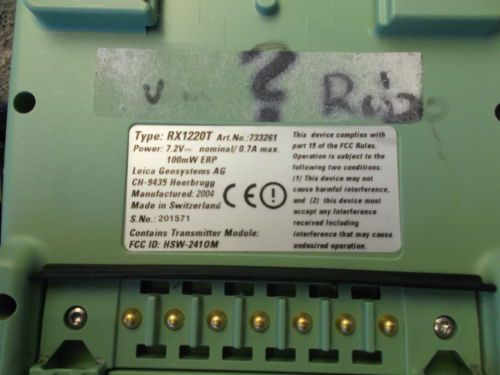 ? Radio
Type: RX1220T Art.No.:733261
Power: 7.2V⎓ nominal/ 0.7A max.
100mW ERP
Leica Geosystems AG
CH-9435 Heerbrugg
Manufactured: 2004
Made in Switzerland
S.No.: 201571
Contains Transmitter Module:
FCC ID: HSW-2410M
CE
This device complies with
part 15 of the FCC Rules.
Operation is subject to the
following two conditions:
(1) This device may not
cause harmful interference,
and (2) this device must
accept any Interference
received Including
interference that may cause
undesired operation.